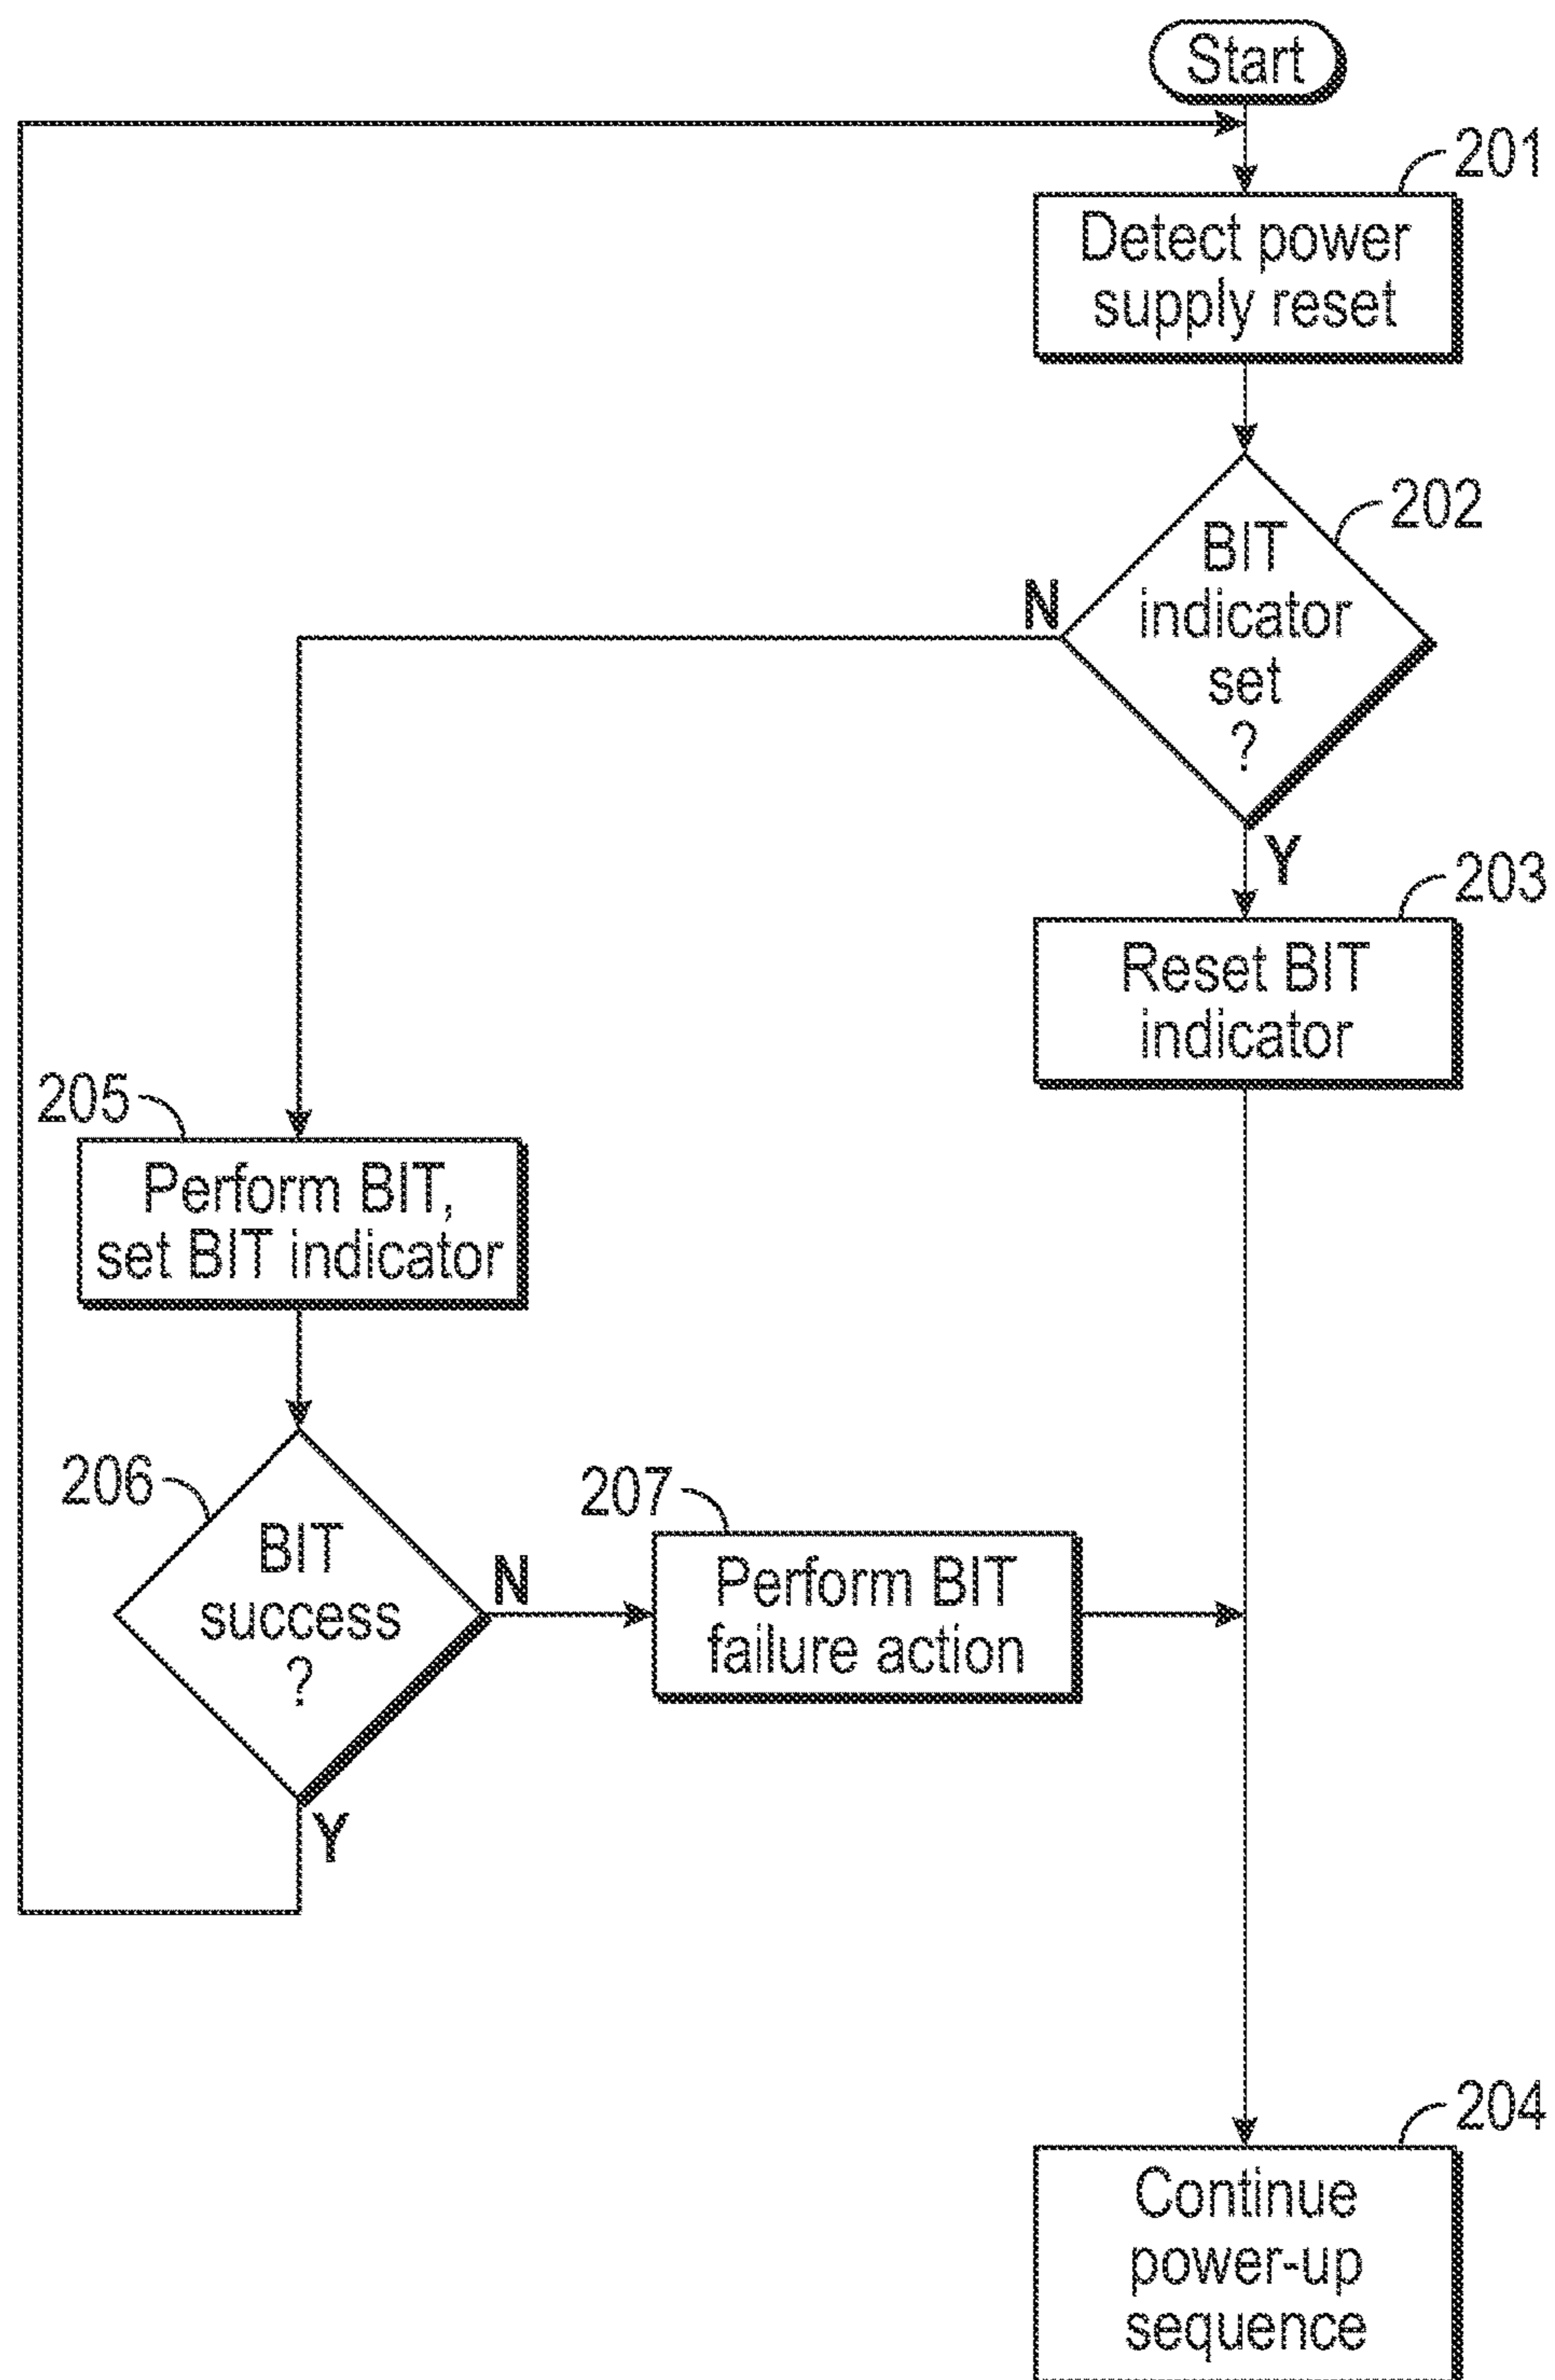 Start
201
Detect power
supply reset
202
BIT
indicator
set
?
N
Y
203
Reset BIT
indicator
205
Perform BIT,
set BIT indicator
206
BIT
success
?
N
Y
207
Perform BIT
failure action
204
Continue
power-up
sequence